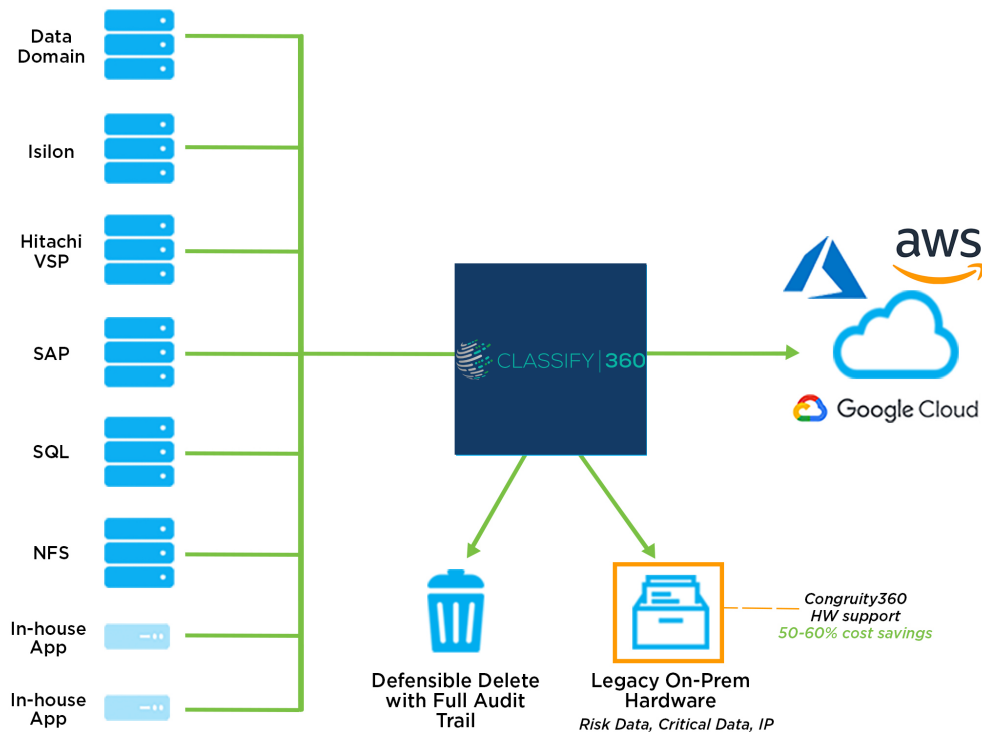 Data
Domain
Isilon
Hitachi
VSP
SAP
SQL
NFS
In-house
App
In-house
App
CLASSIFY|360
aws
Google Cloud
Defensible Delete
with Full Audit
Trail
Legacy On-Prem
Hardware
Risk Data, Critical Data, IP
Congruity360
HW support
50-60% cost savings